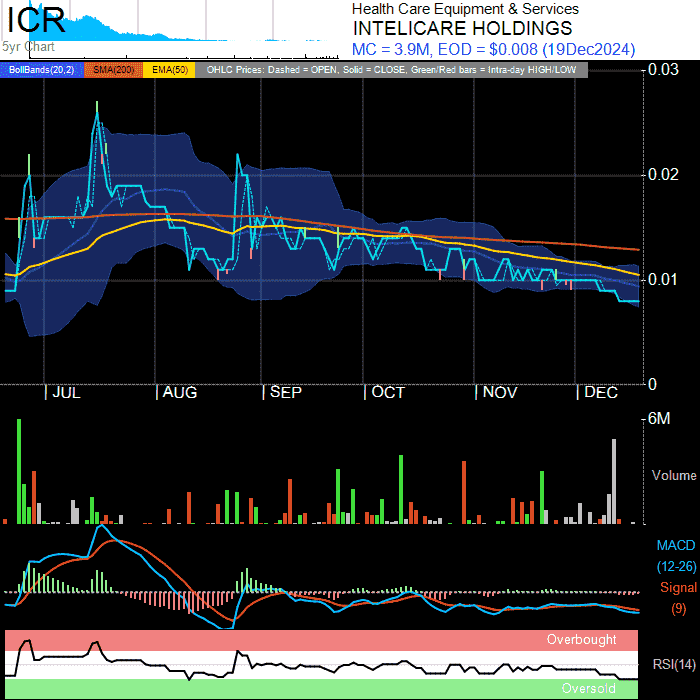 ICR
Health Care Equipment & Services
INTELICARE HOLDINGS
5yr Chart
MC = 3.9M, EOD = $0.008 (19Dec2024)
BollBands(20,2) SMA(200) EMA(50) OHLC Prices: Dashed = OPEN, Solid = CLOSE, Green/Red bars = Intra-day HIGH/LOW
0.03
0.02
0.01
0
| JUL | AUG | SEP | OCT | NOV | DEC
6M
Volume
MACD
(12-26)
Signal
(9)
Overbought
RSI(14)
Oversold